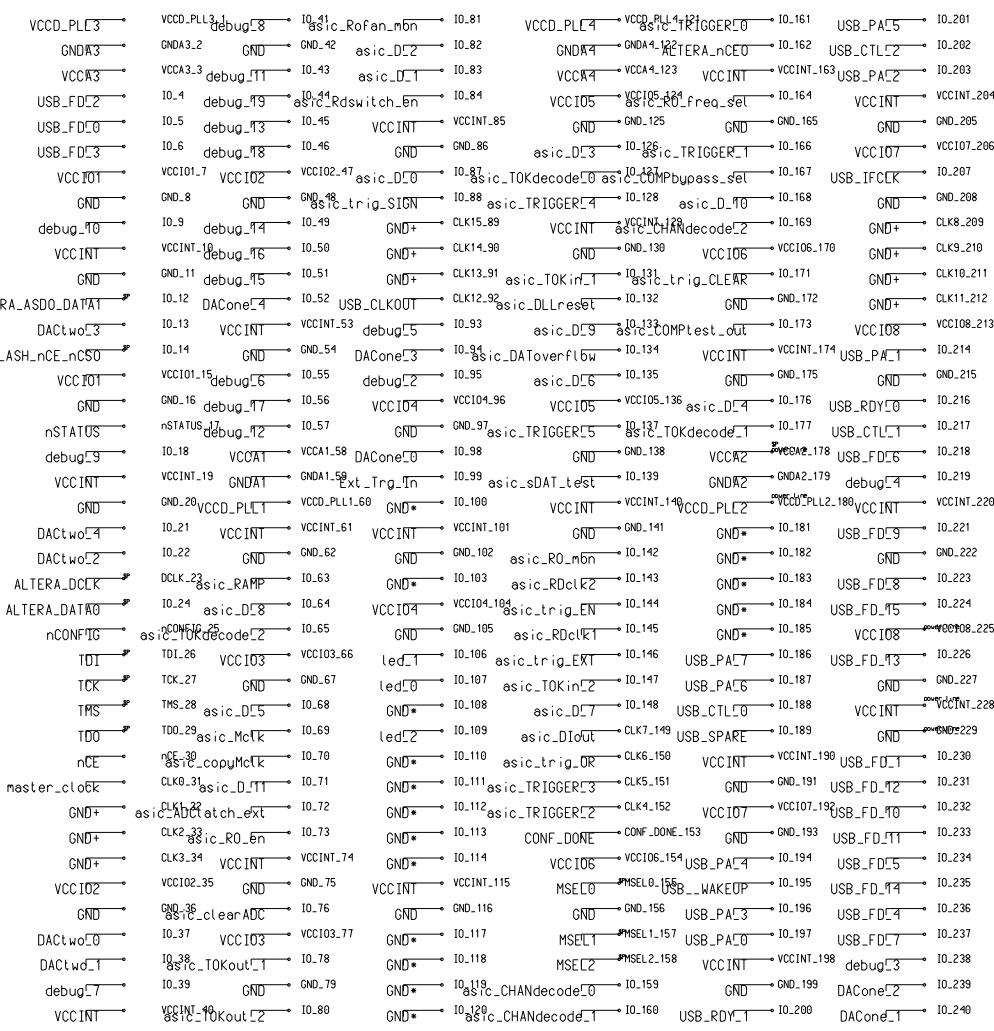 VCCD_PLL3 VCCD_PLL3_1 debug_8 IO_41 asic_Rofan_mon IO_81 VCCD_PLL4 VCCD_PLL4_121 asic_TRIGGER_0 IO_161 USB_PA_5 IO_201
GNDA3 GNDA3_2 GND GND_42 asic_D_2 IO_82 GNDA4 GNDA4_122 ALTERA_nCEO IO_162 USB_CTL_2 IO_202
VCCA3 VCCA3_3 debug_11 IO_43 asic_D_1 IO_83 VCCA4 VCCA4_123 VCCINT VCCINT_163 USB_PA_2 IO_203
USB_FD_2 IO_4 debug_19 IO_44 asic_Rdswitch_en IO_84 VCCIO5 VCCIO5_124 asic_RO_freq_sel IO_164 VCCINT VCCINT_204
USB_FD_0 IO_5 debug_13 IO_45 VCCINT VCCINT_85 GND GND_125 GND GND_165 GND GND_205
USB_FD_3 IO_6 debug_18 IO_46 GND GND_86 asic_D_3 IO_126 asic_TRIGGER_1 IO_166 VCCIO7 VCCIO7_206
VCCIO1 VCCIO1_7 VCCIO2 VCCIO2_47 asic_D_0 IO_87 asic_TOKdecode_0 IO_127 asic_COMPbypass_sel IO_167 USB_IFCLK IO_207
GND GND_8 GND GND_48 asic_trig_SIGN IO_88 asic_TRIGGER_4 IO_128 asic_D_10 IO_168 GND GND_208
debug_10 IO_9 debug_14 IO_49 GND+ CLK15_89 VCCINT VCCINT_129 asic_CHANdecode_2 IO_169 GND+ CLK8_209
VCCINT VCCINT_10 debug_16 IO_50 GND+ CLK14_90 GND GND_130 VCCIO6 VCCIO6_170 GND+ CLK9_210
GND GND_11 debug_15 IO_51 GND+ CLK13_91 asic_TOKin_1 IO_131 asic_trig_CLEAR IO_171 GND+ CLK10_211
RA_ASDO_DATA1 IO_12 DACone_4 IO_52 USB_CLKOUT CLK12_92 asic_DLLreset IO_132 GND GND_172 GND+ CLK11_212
DACtwo_3 IO_13 VCCINT VCCINT_53 debug_5 IO_93 asic_D_9 IO_133 asic_COMPtest_out IO_173 VCCIO8 VCCIO8_213
LASH_nCE_nCSO IO_14 GND GND_54 DACone_3 IO_94 asic_DAToverflow IO_134 VCCINT VCCINT_174 USB_PA_1 IO_214
VCCIO1 VCCIO1_15 debug_6 IO_55 debug_2 IO_95 asic_D_6 IO_135 GND GND_175 GND GND_215
GND GND_16 debug_17 IO_56 VCCIO4 VCCIO4_96 VCCIO5 VCCIO5_136 asic_D_4 IO_176 USB_RDY_0 IO_216
nSTATUS nSTATUS_17 debug_12 IO_57 GND GND_97 asic_TRIGGER_5 IO_137 asic_TOKdecode_1 IO_177 USB_CTL_1 IO_217
debug_9 IO_18 VCCA1 VCCA1_58 DACone_0 IO_98 GND GND_138 VCCA2 VCCA2_178 USB_FD_6 IO_218
VCCINT VCCINT_19 GNDA1 GNDA1_59 Ext_Trg_In IO_99 asic_sDAT_test IO_139 GNDA2 GNDA2_179 debug_4 IO_219
GND GND_20 VCCD_PLL1 VCCD_PLL1_60 GND* IO_100 VCCINT VCCINT_140 VCCD_PLL2 power_line VCCD_PLL2_180 VCCINT VCCINT_220
DACtwo_4 IO_21 VCCINT VCCINT_61 VCCINT VCCINT_101 GND GND_141 GND* IO_181 USB_FD_9 IO_221
DACtwo_2 IO_22 GND GND_62 GND GND_102 asic_RO_mon IO_142 GND* IO_182 GND GND_222
ALTERA_DCLK DCLK_23 asic_RAMP IO_63 GND* IO_103 asic_RDclk2 IO_143 GND* IO_183 USB_FD_8 IO_223
ALTERA_DATA0 IO_24 asic_D_8 IO_64 VCCIO4 VCCIO4_104 asic_trig_EN IO_144 GND* IO_184 USB_FD_15 IO_224
nCONFIG nCONFIG_25 asic_TOKdecode_2 IO_65 GND GND_105 asic_RDclk1 IO_145 GND* IO_185 VCCIO8 VCCIO8_225
TDI TDI_26 VCCIO3 VCCIO3_66 led_1 IO_106 asic_trig_EXT IO_146 USB_PA_7 IO_186 USB_FD_13 IO_226
TCK TCK_27 GND GND_67 led_0 IO_107 asic_TOKin_2 IO_147 USB_PA_6 IO_187 GND GND_227
TMS TMS_28 asic_D_5 IO_68 GND* IO_108 asic_D_7 IO_148 USB_CTL_0 IO_188 VCCINT power_line VCCINT_228
TDO TDO_29 asic_Mclk IO_69 led_2 IO_109 asic_DIout CLK7_149 USB_SPARE IO_189 GND GND_229
nCE nCE_30 asic_copyMclk IO_70 GND* IO_110 asic_trig_OR CLK6_150 VCCINT VCCINT_190 USB_FD_1 IO_230
master_clock CLK0_31 asic_D_11 IO_71 GND* IO_111 asic_TRIGGER_3 CLK5_151 GND GND_191 USB_FD_12 IO_231
GND+ CLK1_32 asic_ADClatch_ext IO_72 GND* IO_112 asic_TRIGGER_2 CLK4_152 VCCIO7 VCCIO7_192 USB_FD_10 IO_232
GND+ CLK2_33 asic_RO_en IO_73 GND* IO_113 CONF_DONE CONF_DONE_153 GND GND_193 USB_FD_11 IO_233
GND+ CLK3_34 VCCINT VCCINT_74 GND* IO_114 VCCIO6 VCCIO6_154 USB_PA_4 IO_194 USB_FD_5 IO_234
VCCIO2 VCCIO2_35 GND GND_75 VCCINT VCCINT_115 MSEL0 MSEL0_155 USB__WAKEUP IO_195 USB_FD_14 IO_235
GND GND_36 asic_clearADC IO_76 GND GND_116 GND GND_156 USB_PA_3 IO_196 USB_FD_4 IO_236
DACtwo_0 IO_37 VCCIO3 VCCIO3_77 GND* IO_117 MSEL1 MSEL1_157 USB_PA_0 IO_197 USB_FD_7 IO_237
DACtwo_1 IO_38 asic_TOKout_1 IO_78 GND* IO_118 MSEL2 MSEL2_158 VCCINT VCCINT_198 debug_3 IO_238
debug_7 IO_39 GND GND_79 GND* IO_119 asic_CHANdecode_0 IO_159 GND GND_199 DACone_2 IO_239
VCCINT VCCINT_40 asic_TOKout_2 IO_80 GND* IO_120 asic_CHANdecode_1 IO_160 USB_RDY_1 IO_200 DACone_1 IO_240